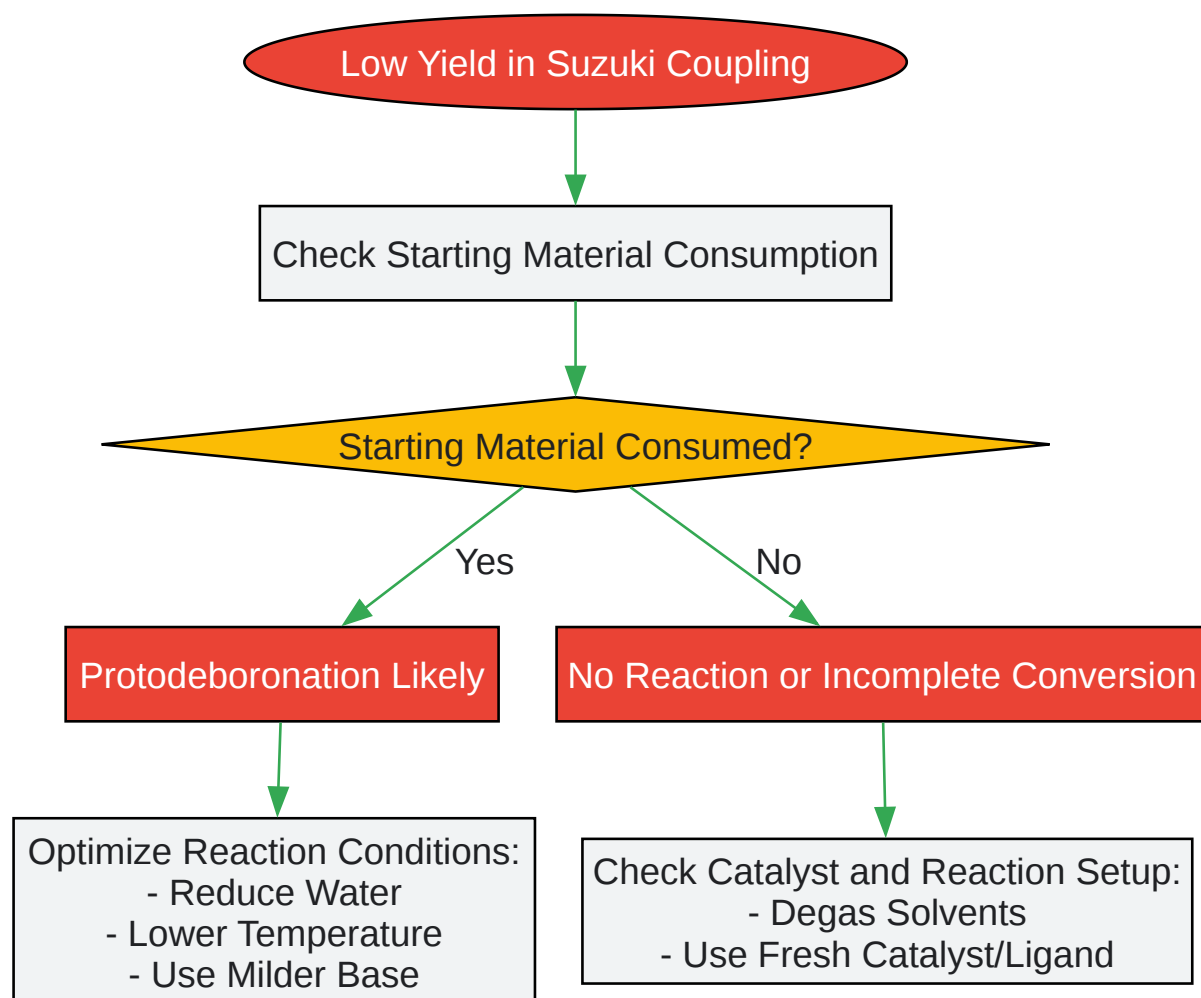 Low Yield in Suzuki Coupling
Check Starting Material Consumption
Starting Material Consumed?
Yes
No
Protodeboronation Likely
No Reaction or Incomplete Conversion
Optimize Reaction Conditions:
- Reduce Water
- Lower Temperature
- Use Milder Base
Check Catalyst and Reaction Setup:
- Degas Solvents
- Use Fresh Catalyst/Ligand